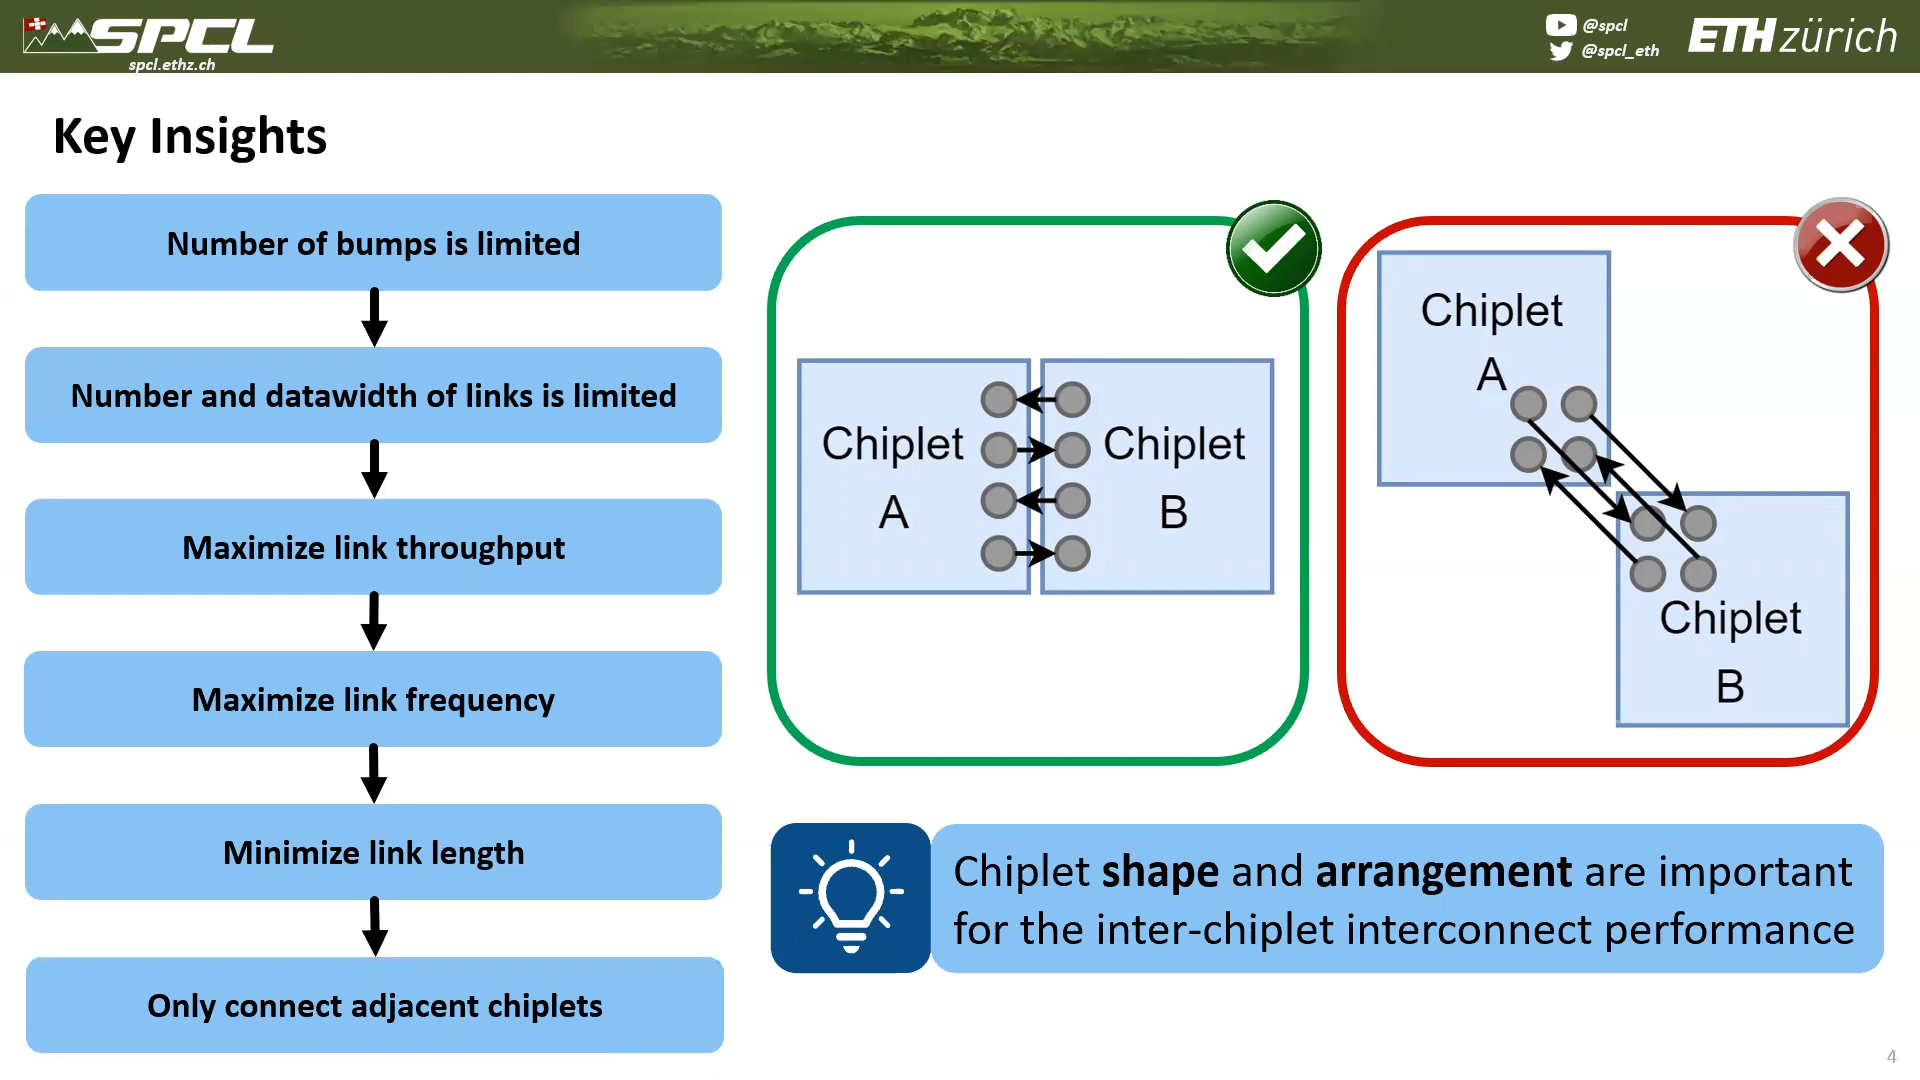 SPCL
spcl.ethz.ch
@spcl
@spcl_eth
ETH zürich
Key Insights
Number of bumps is limited
Number and datawidth of links is limited
Maximize link throughput
Maximize link frequency
Minimize link length
Only connect adjacent chiplets
Chiplet
A
Chiplet
B
Chiplet
A
Chiplet
B
Chiplet shape and arrangement are important
for the inter-chiplet interconnect performance
4